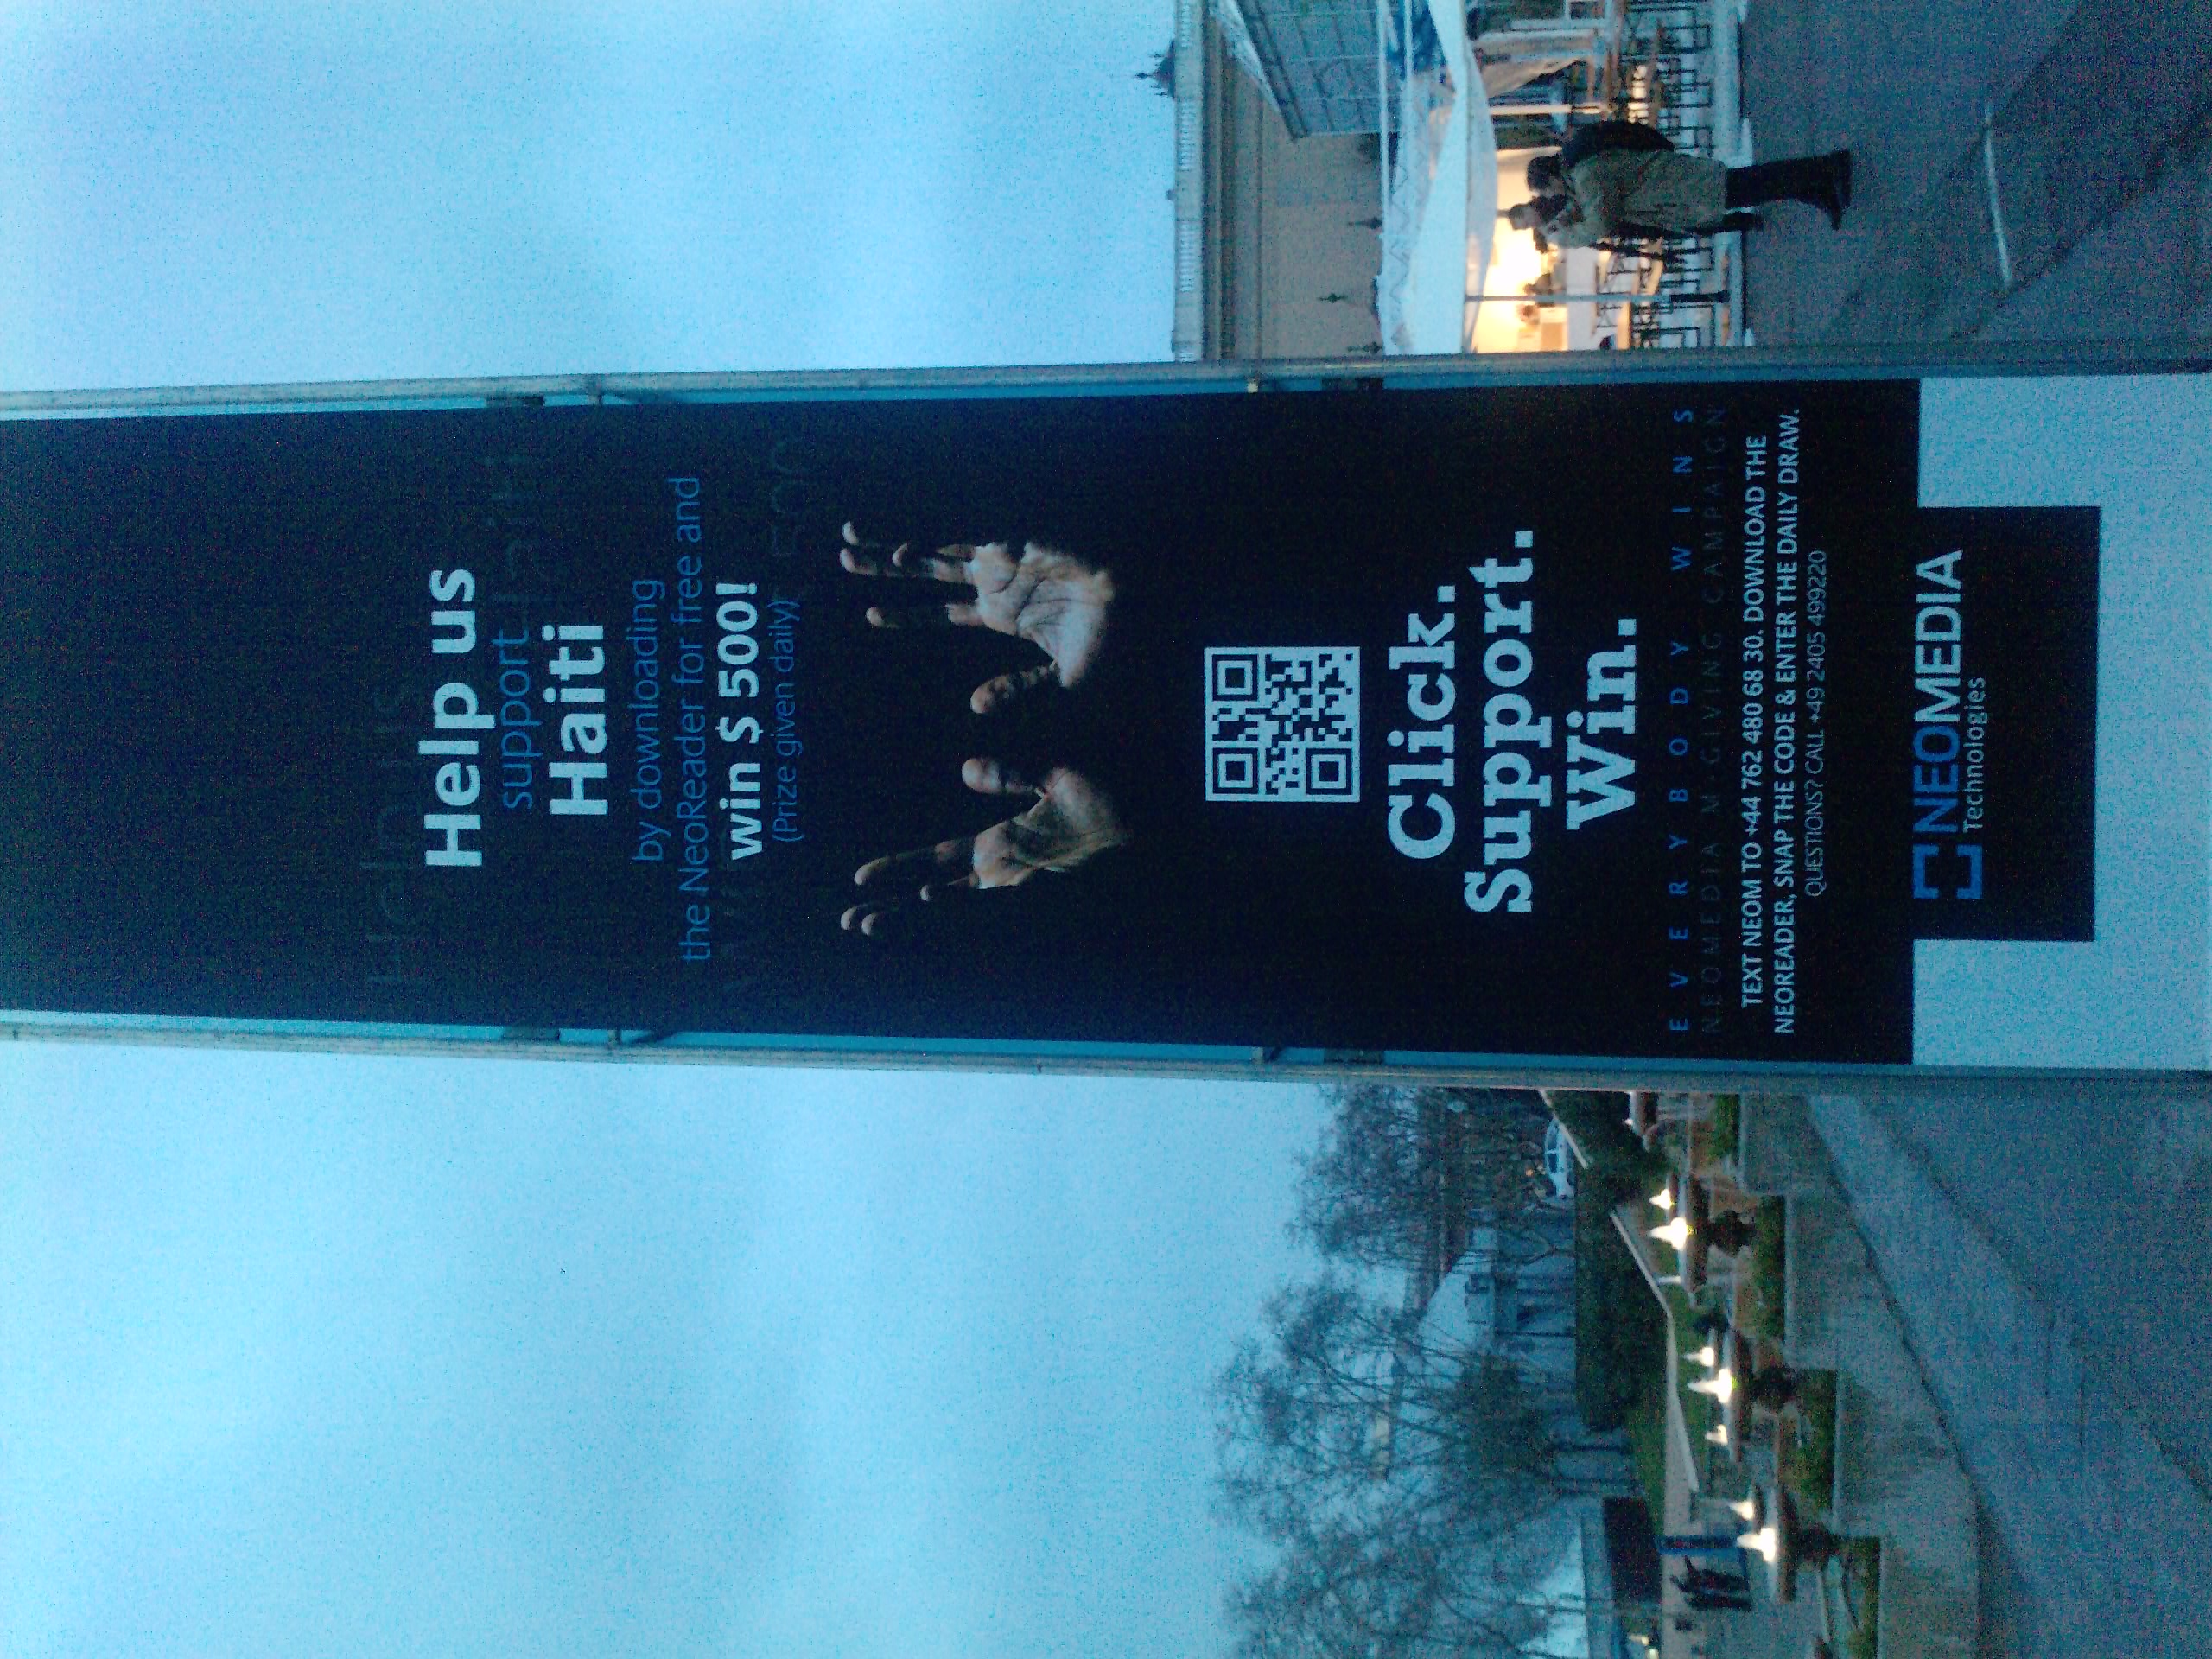 Help us
support
Haiti
by downloading
the NeoReader for free and
win $ 500!
(Prize given daily)
Click.
Support.
Win.
EVERYBODY WINS
NEOMEDIA'S GIVING CAMPAIGN
TEXT NEOM TO +44 762 480 68 30. DOWNLOAD THE
NEOREADER, SNAP THE CODE & ENTER THE DAILY DRAW.
QUESTIONS? CALL +49 2405 499220
NEOMEDIA
Technologies